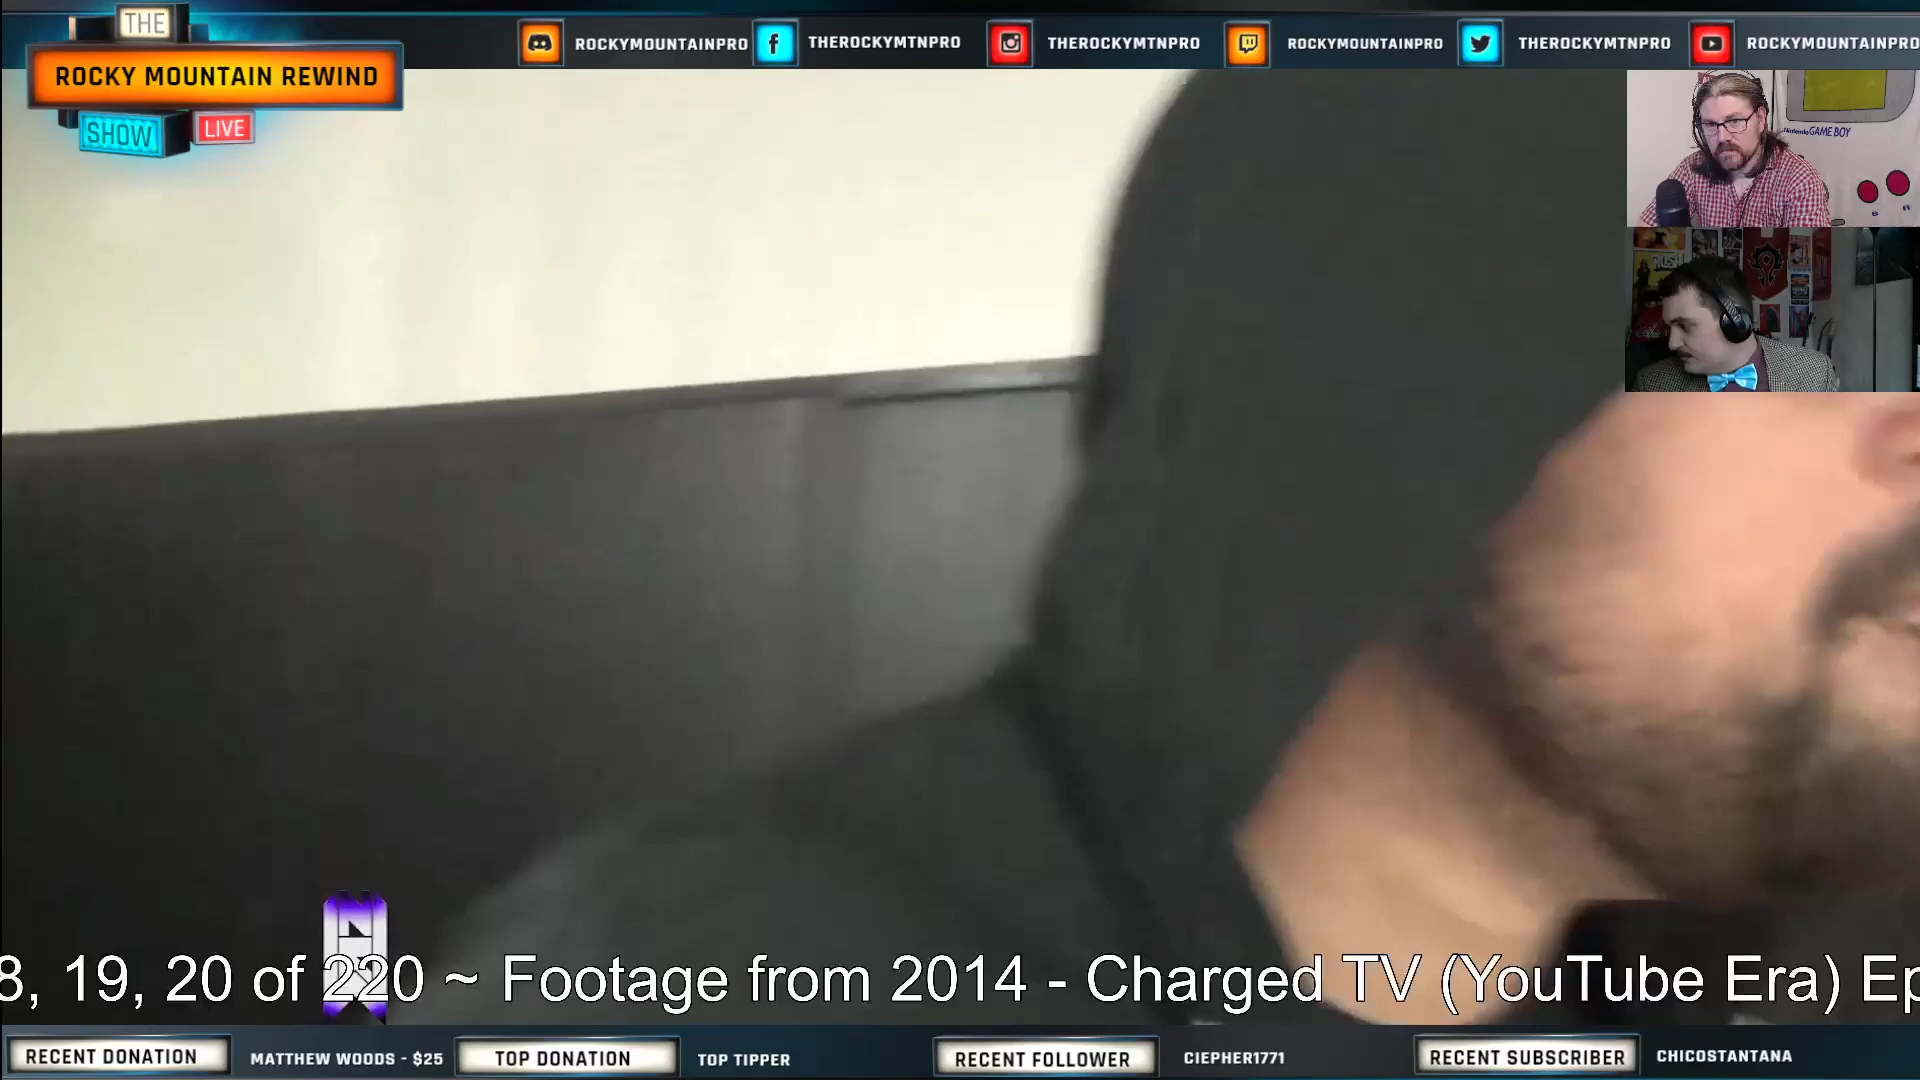 THE
ROCKY MOUNTAIN REWIND
SHOW
LIVE
ROCKYMOUNTAINPRO
THEROCKYMTNPRO
THEROCKYMTNPRO
ROCKYMOUNTAINPRO
THEROCKYMTNPRO
ROCKYMOUNTAINPRO
Nintendo GAME BOY
B A
RUSH
8, 19, 20 of 220 ~ Footage from 2014 - Charged TV (YouTube Era) Ep
RECENT DONATION
MATTHEW WOODS - $25
TOP DONATION
TOP TIPPER
RECENT FOLLOWER
CIEPHER1771
RECENT SUBSCRIBER
CHICOSTANTANA